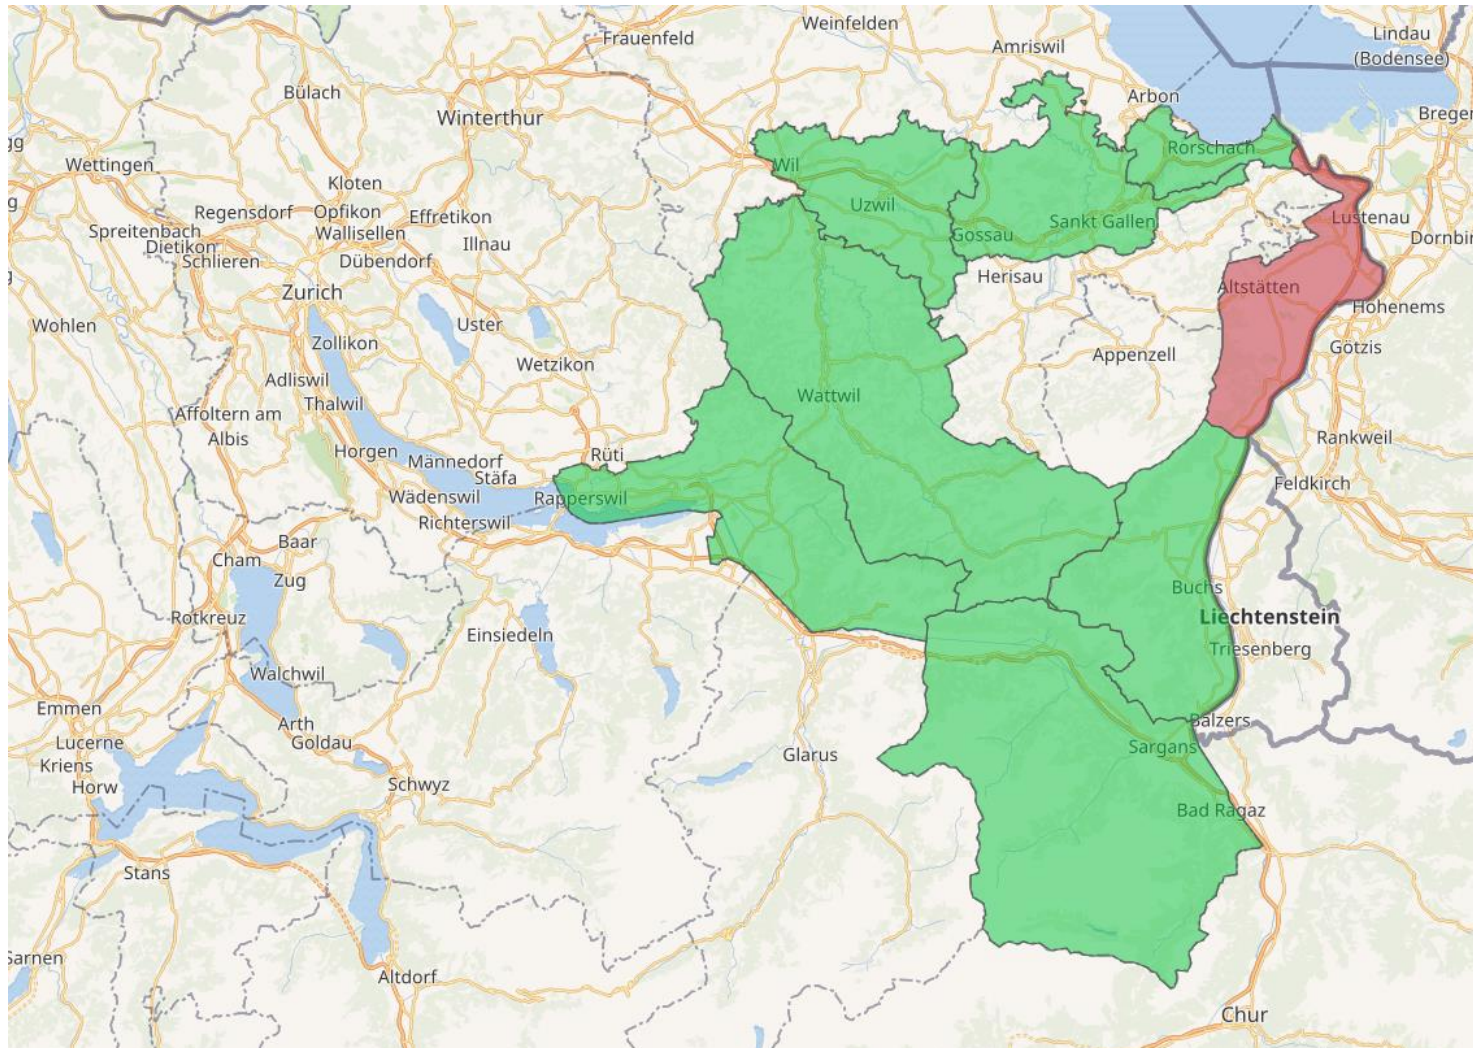 Weinfelden
Frauenfeld
Amriswil
Lindau
(Bodensee)
Bülach
Arbon
Winterthur
Breger
gg
Rorschach
Wettingen
Wil
Kloten
g
Uzwil
Regensdorf
Opfikon
Effretikon
Sankt Gallen
Lustenau
Spreitenbach
Wallisellen
Gossau
Dornbir
Dietikon
Illnau
Schlieren
Dübendorf
Herisau
Altstätten
Zurich
Hohenems
Wohlen
Uster
Zollikon
Götzis
Appenzell
Wetzikon
Adliswil
Wattwil
Thalwil
Affoltern am
Albis
Rankweil
Horgen
Rüti
Männedorf
Stäfa
Feldkirch
Wädenswil
Rapperswil
Richterswil
Baar
Cham
Zug
Buchs
Rotkreuz
Liechtenstein
Einsiedeln
Triesenberg
Walchwil
Emmen
Arth
Balzers
Lucerne
Goldau
Sargans
Glarus
Kriens
Schwyz
Horw
Bad Ragaz
Stans
Sarnen
Altdorf
Chur